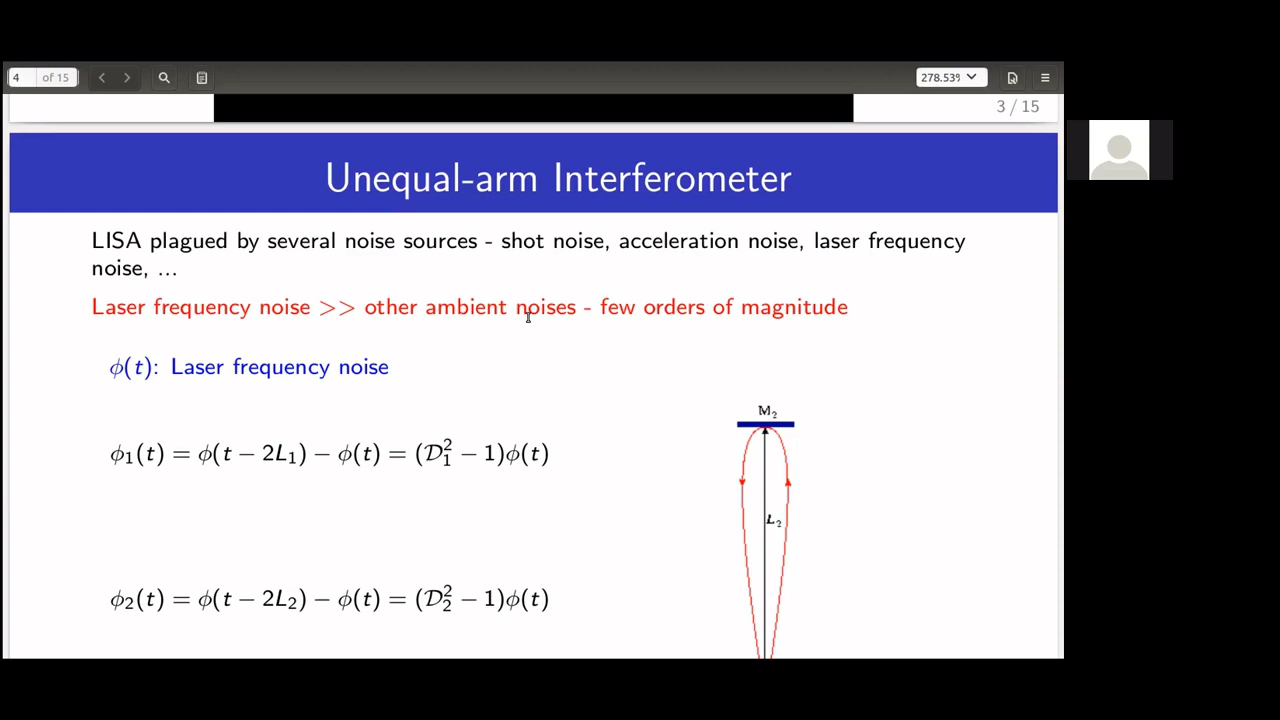 4 of 15
278.53%
3 / 15
Unequal-arm Interferometer
LISA plagued by several noise sources - shot noise, acceleration noise, laser frequency
noise, ...
Laser frequency noise >> other ambient noises - few orders of magnitude
ϕ(t): Laser frequency noise
M₂
ϕ₁(t) = ϕ(t − 2L₁) − ϕ(t) = (𝒟₁² − 1)ϕ(t)
L₂
ϕ₂(t) = ϕ(t − 2L₂) − ϕ(t) = (𝒟₂² − 1)ϕ(t)